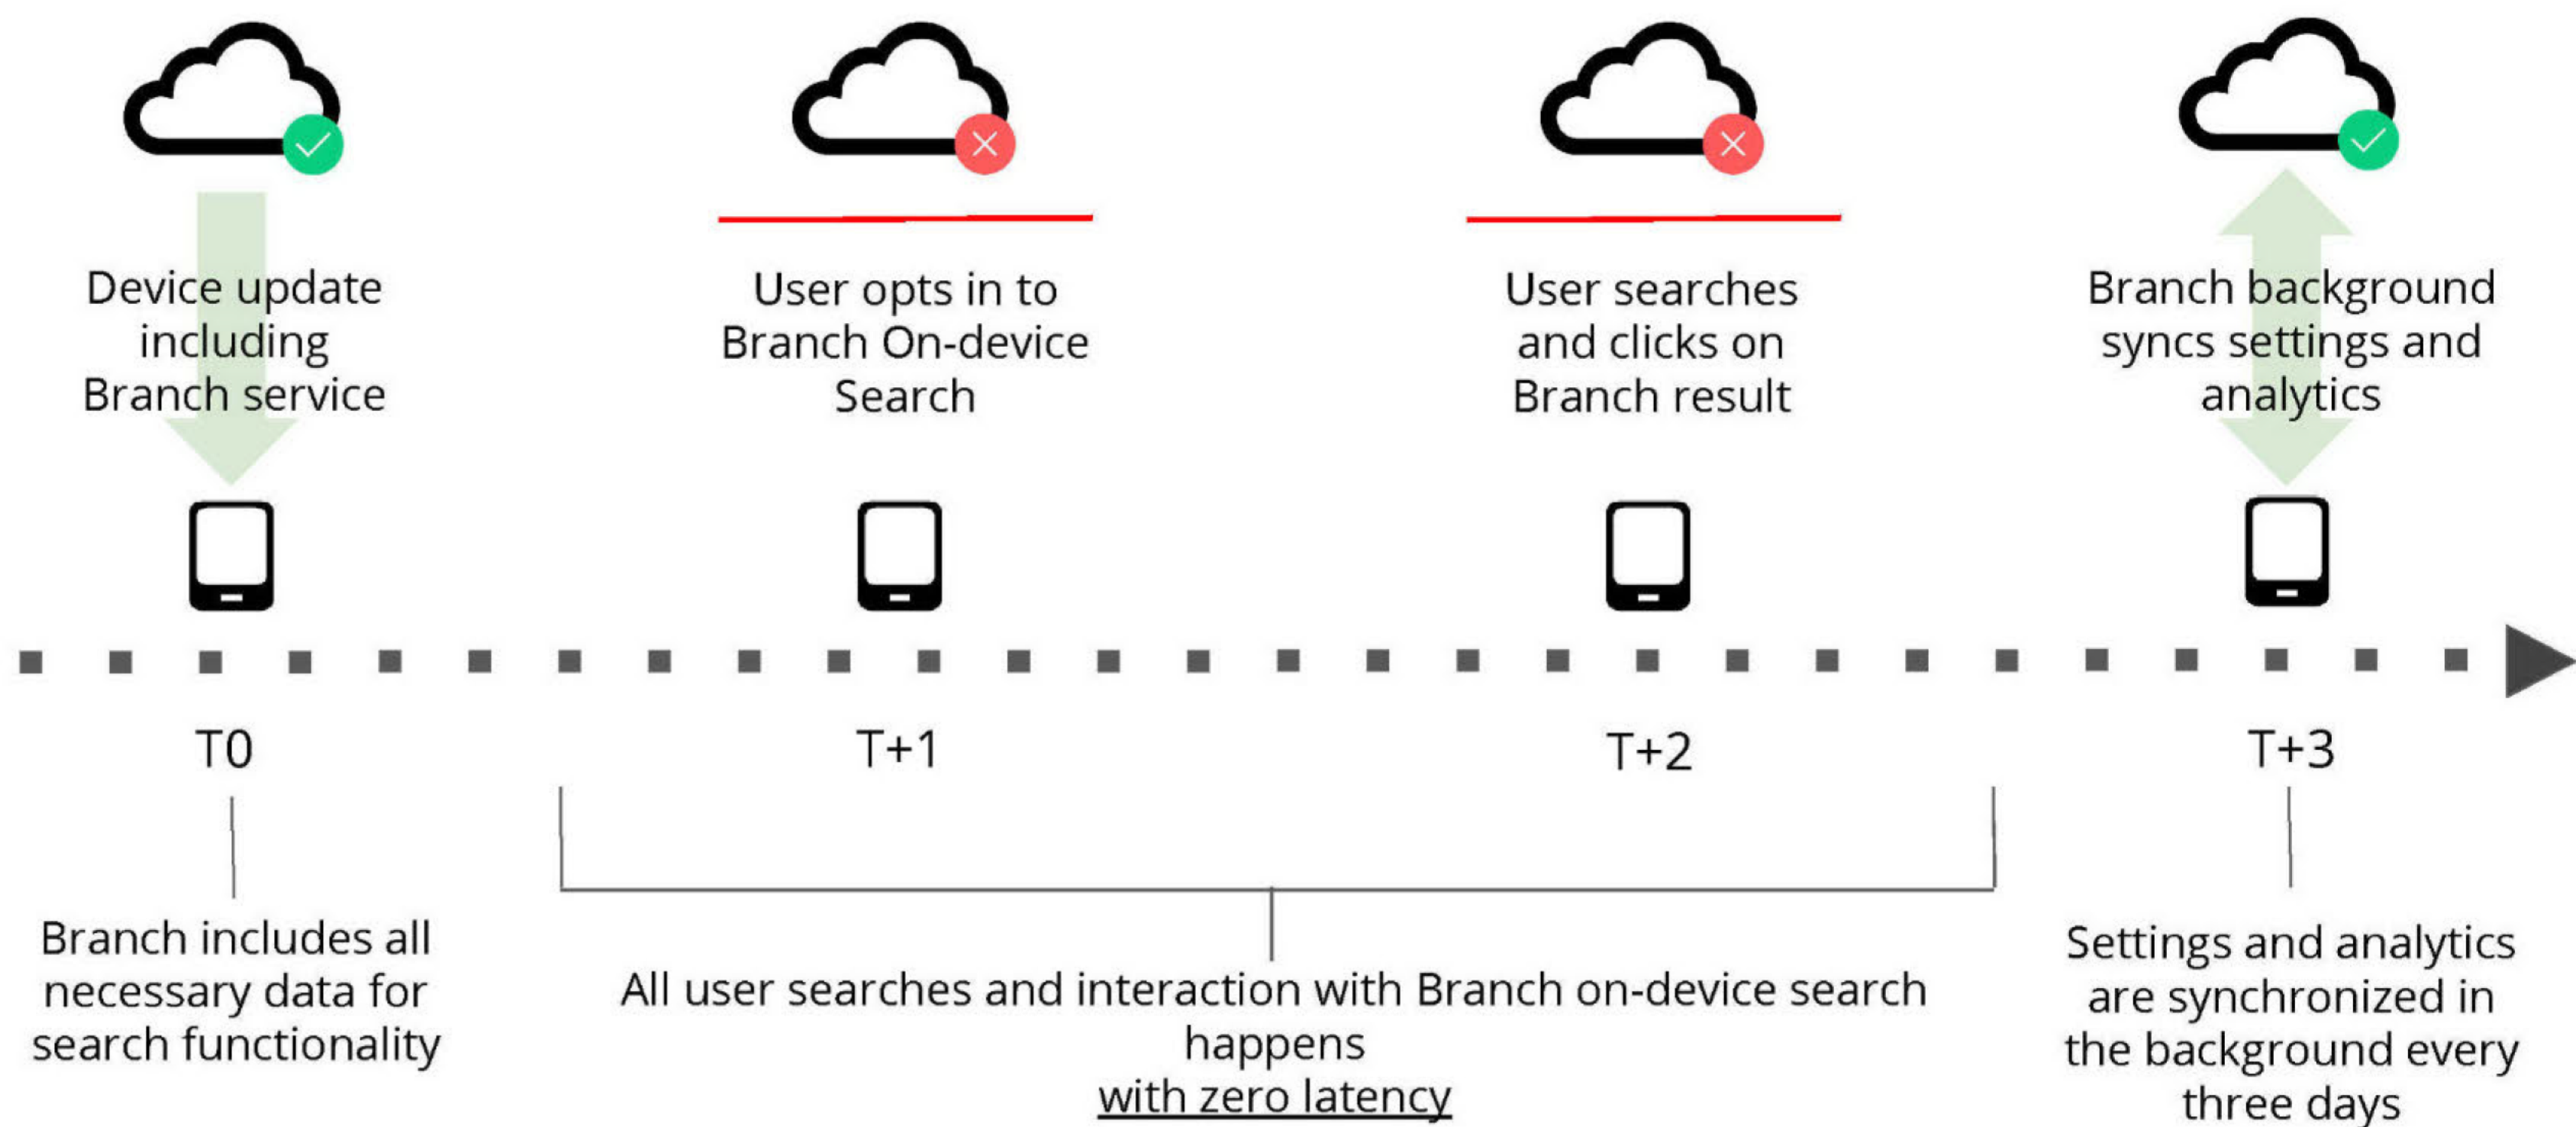 Device update
including
Branch service
User opts in to
Branch On-device
Search
User searches
and clicks on
Branch result
Branch background
syncs settings and
analytics
T0
T+1
T+2
T+3
Branch includes all
necessary data for
search functionality
All user searches and interaction with Branch on-device search
happens
with zero latency
Settings and analytics
are synchronized in
the background every
three days